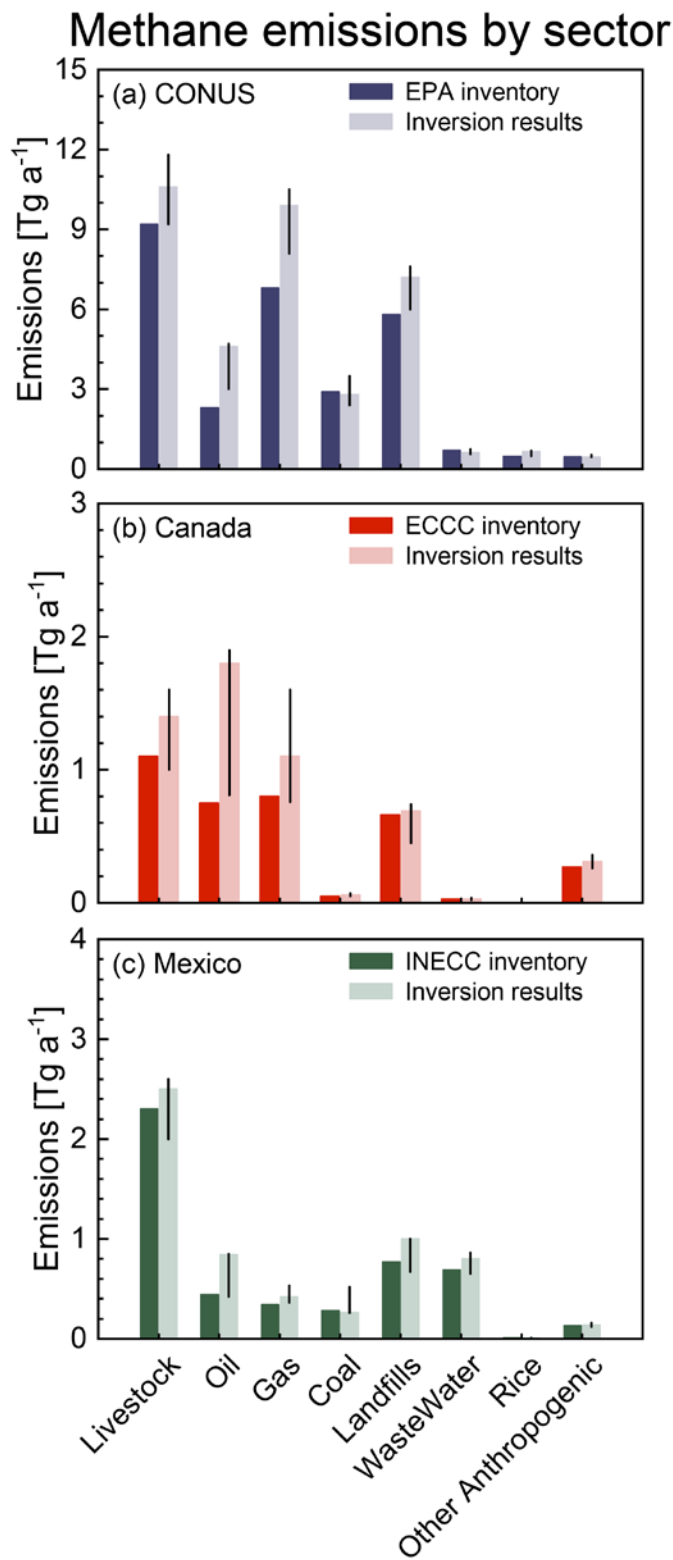 Methane emissions by sector
(a) CONUS
EPA inventory
Inversion results
Emissions [Tg a⁻¹]
15
12
9
6
3
0
(b) Canada
ECCC inventory
Inversion results
Emissions [Tg a⁻¹]
3
2
1
0
(c) Mexico
INECC inventory
Inversion results
Emissions [Tg a⁻¹]
4
3
2
1
0
Livestock
Oil
Gas
Coal
Landfills
WasteWater
Rice
Other Anthropogenic